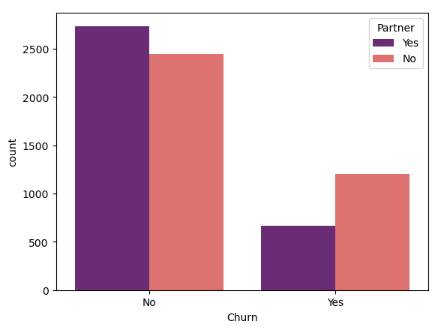 Partner
Yes
No
2500
2000
1500
1000
500
0
count
No
Yes
Churn